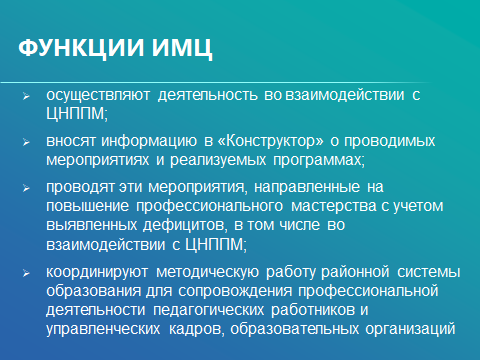 ФУНКЦИИ ИМЦ
осуществляют деятельность во взаимодействии с
ЦНППМ;
вносят информацию в «Конструктор» о проводимых
мероприятиях и реализуемых программах;
проводят эти мероприятия, направленные на
повышение профессионального мастерства с учетом
выявленных дефицитов, в том числе во
взаимодействии с ЦНППМ;
координируют методическую работу районной системы
образования для сопровождения профессиональной
деятельности педагогических работников и
управленческих кадров, образовательных организаций